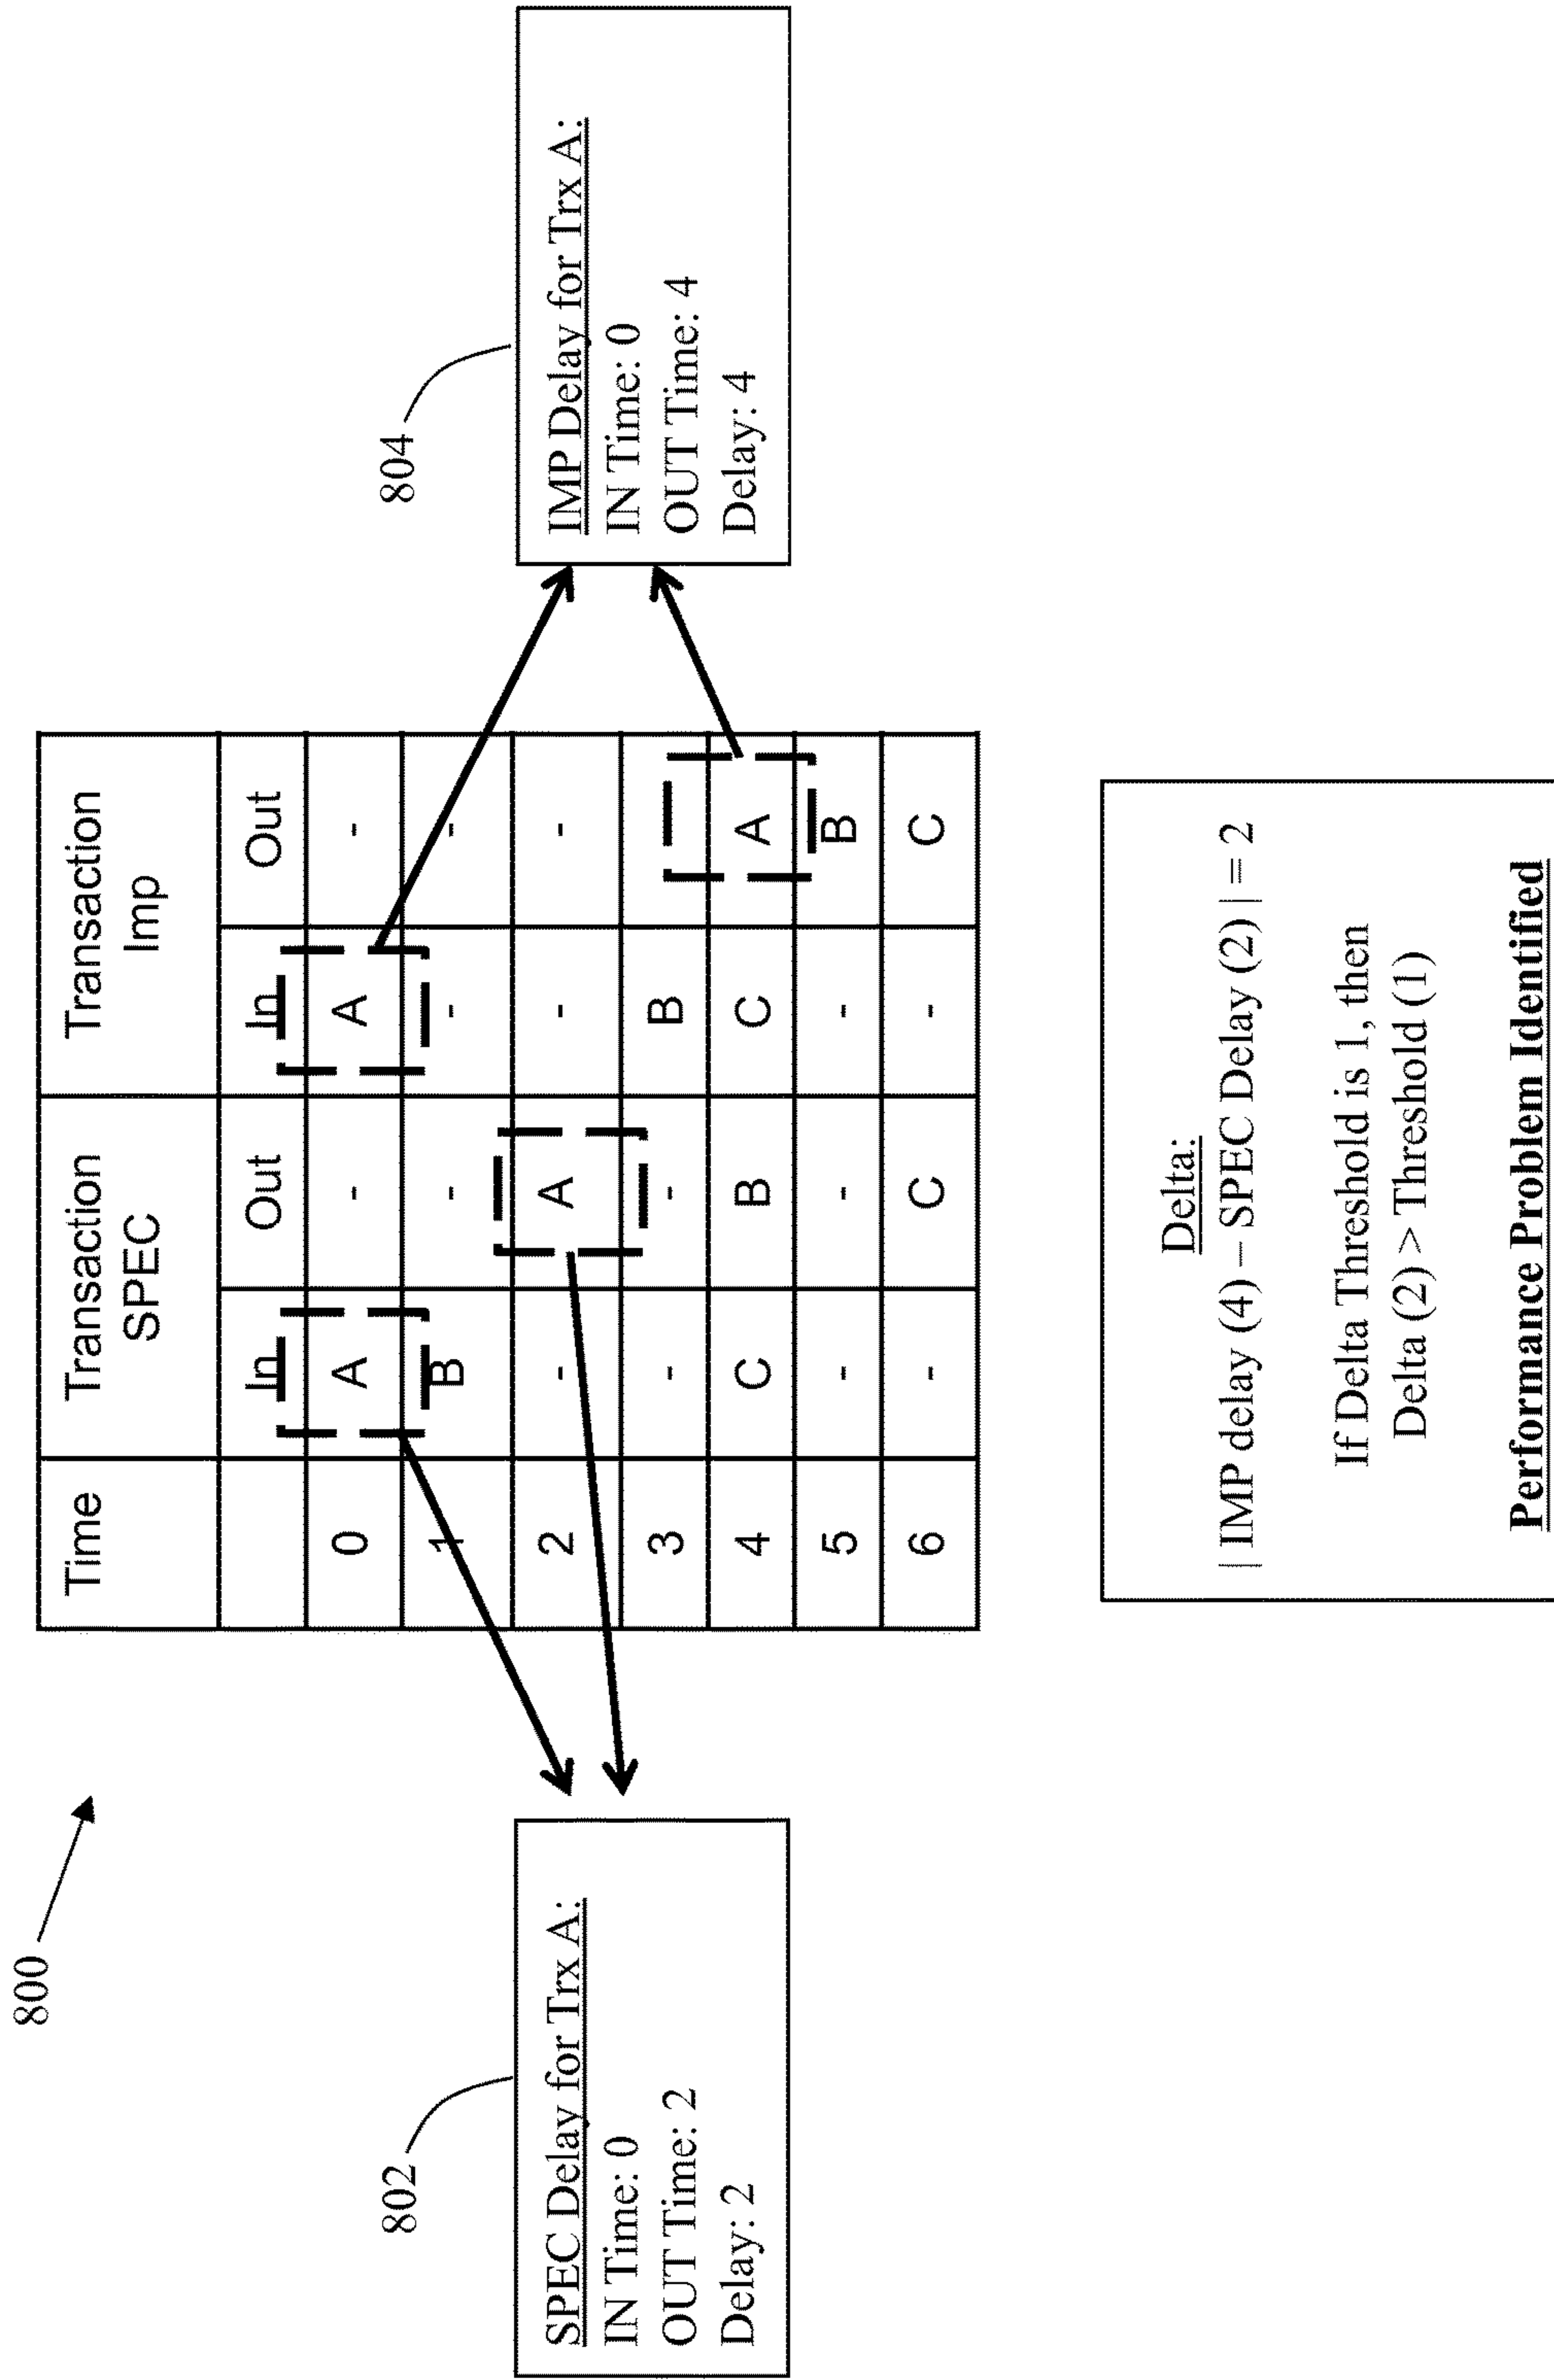 800
802
SPEC Delay for Trx A:
IN Time: 0
OUT Time: 2
Delay: 2
Time Transaction SPEC Transaction Imp
In Out In Out
0 A - A -
1 B - - -
2 - A - -
3 - - B
4 C B C A
5 - - - B
6 - C - C
804
IMP Delay for Trx A:
IN Time: 0
OUT Time: 4
Delay: 4
Delta:
| IMP delay (4) – SPEC Delay (2) | = 2
If Delta Threshold is 1, then
Delta (2) > Threshold (1)
Performance Problem Identified